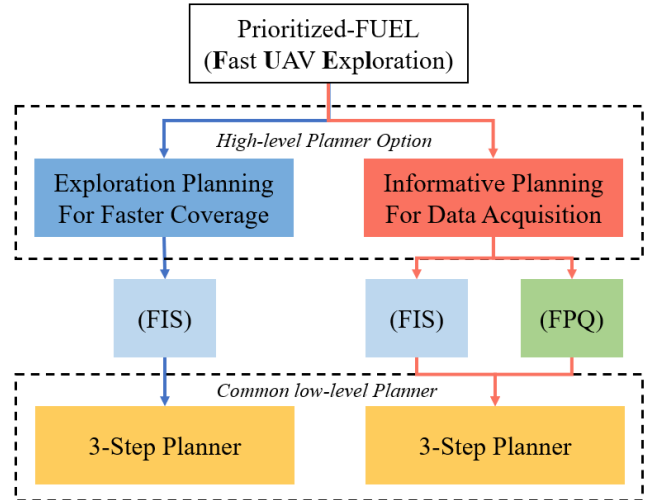 Prioritized-FUEL
(Fast UAV Exploration)
High-level Planner Option
Exploration Planning
For Faster Coverage
Informative Planning
For Data Acquisition
(FIS)
(FIS)
(FPQ)
Common low-level Planner
3-Step Planner
3-Step Planner